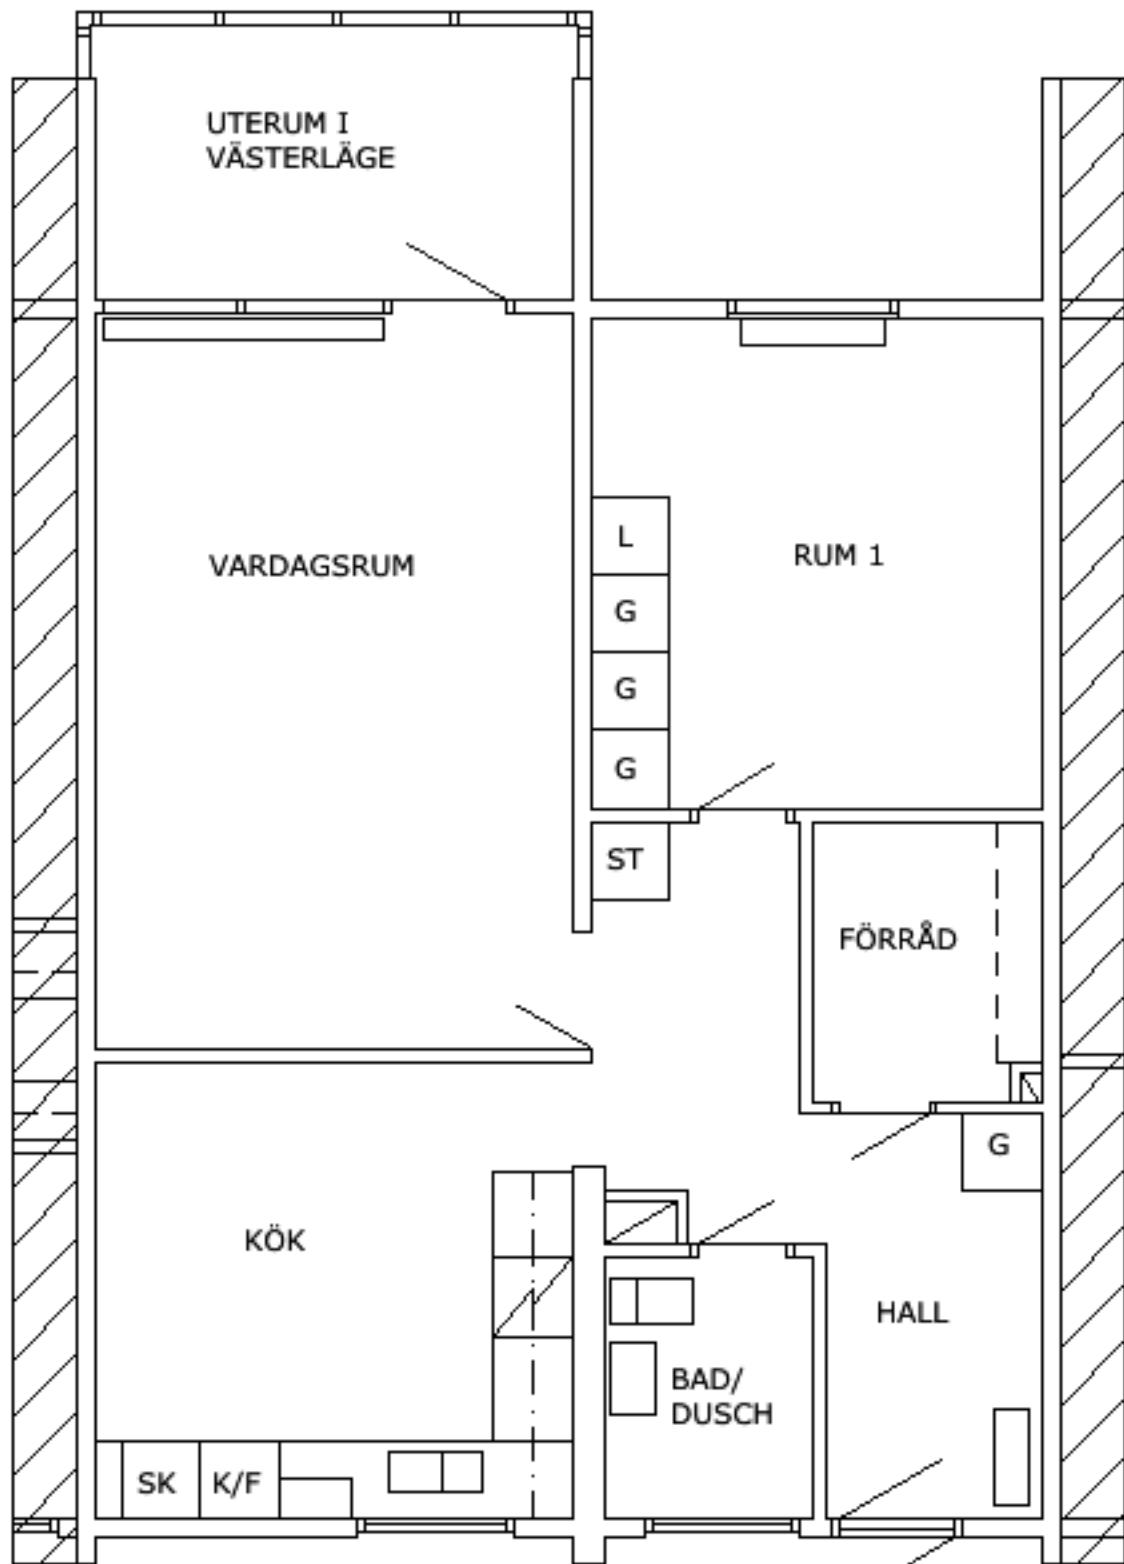 UTERUM I
VÄSTERLÄGE
VARDAGSRUM
L
G
G
G
RUM 1
ST
FÖRRÅD
G
KÖK
HALL
BAD/
DUSCH
SK
K/F